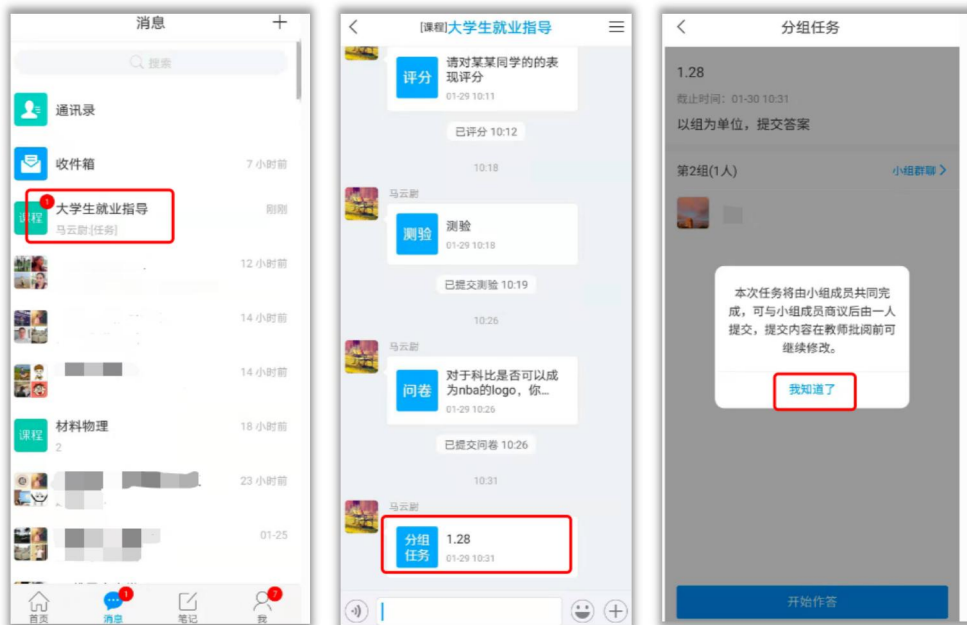 消息
搜索
通讯录
收件箱
7 小时前
课程
1
大学生就业指导
刚刚
马云尉:[任务]
12 小时前
14 小时前
14 小时前
课程
材料物理
18 小时前
2
23 小时前
01-25
首页
1
消息
笔记
7
我
[课程]大学生就业指导
评分
请对某某同学的的表
现评分
01-29 10:11
已评分 10:12
10:18
马云尉
测验
测验
01-29 10:18
已提交测验 10:19
10:26
马云尉
问卷
对于科比是否可以成
为nba的logo，你...
01-29 10:26
已提交问卷 10:26
10:31
马云尉
分组
任务
1.28
01-29 10:31
分组任务
1.28
截止时间：01-30 10:31
以组为单位，提交答案
第2组(1人)
小组群聊
本次任务将由小组成员共同完
成，可与小组成员商议后由一人
提交，提交内容在教师批阅前可
继续修改。
我知道了
开始作答